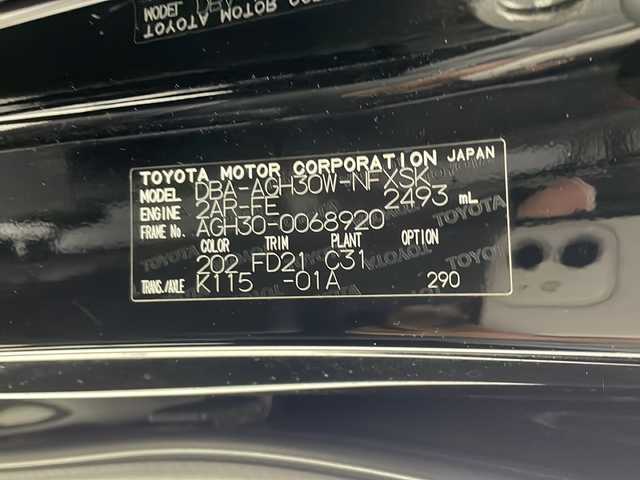 TOYOTA MOTOR CORPORATION JAPAN
MODEL DBA-AGH30W-NFXSK
ENGINE 2AR-FE 2493 mL
FRAME No. AGH30-0068920
COLOR TRIM PLANT OPTION
202 FD21 C31
TRANS./AXLE K115 -01A 290